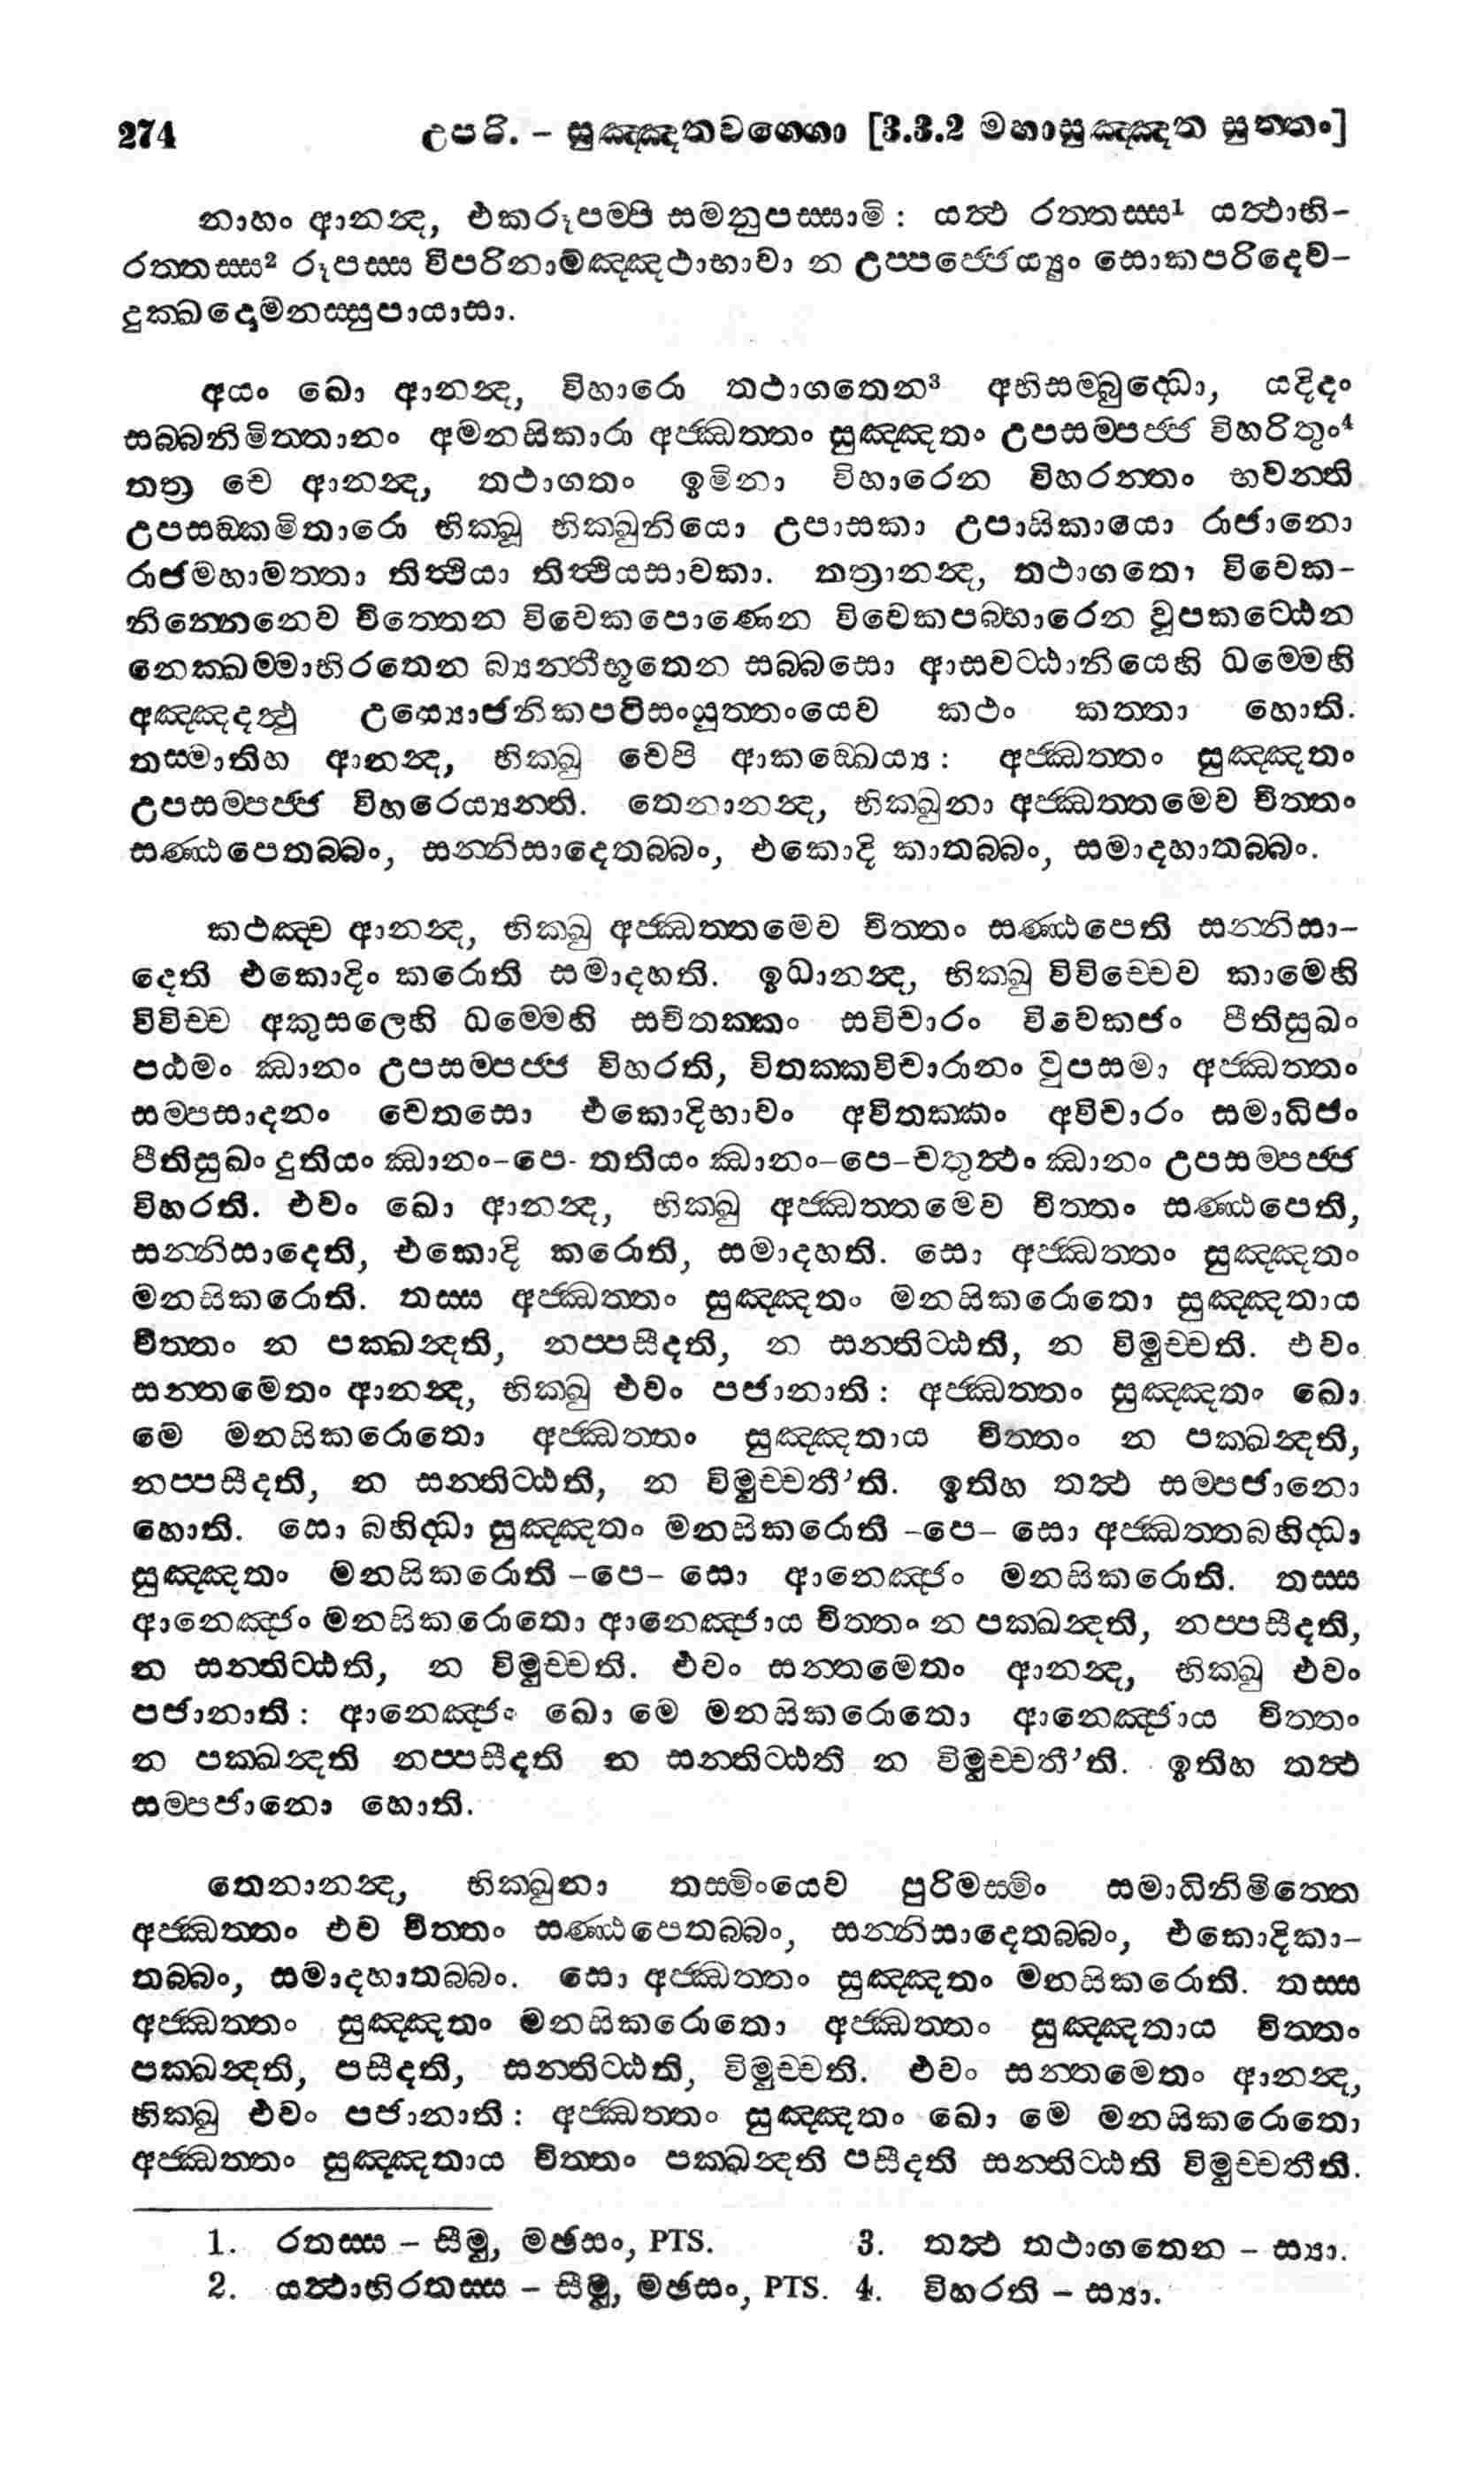 274 උපරි. – සුඤ්ඤතවග්ගො [3.3.2 මහාසුඤ්ඤත සුත්තං]
නාහං ආනන්ද, එකරූපම්පි සමනුපස්සාමි : යත්ථ රත්තස්ස¹ යත්ථාභි-
රත්තස්ස² රූපස්ස විපරිනාමඤ්ඤථාභාවා න උප්පජ්ජෙය්‍යුං සොකපරිදෙව-
දුක්ඛදොමනස්සුපායාසා.
අයං ඛො ආනන්ද, විහාරො තථාගතෙන³ අභිසම්බුද්ධො, යදිදං
සබ්බනිමිත්තානං අමනසිකාරා අජ්ඣත්තං සුඤ්ඤතං උපසම්පජ්ජ විහරිතුං⁴
තත්‍ර චෙ ආනන්ද, තථාගතං ඉමිනා විහාරෙන විහරන්තං භවන්ති
උපසඞ්කමිතාරො භික්ඛූ භික්ඛුනියො උපාසකා උපාසිකායො රාජානො
රාජමහාමත්තා තිත්ථියා තිත්ථියසාවකා. තත්‍රානන්ද, තථාගතො විවෙක-
නින්නෙනෙව චිත්තෙන විවෙකපොණෙන විවෙකපබ්භාරෙන වූපකට්ඨෙන
නෙක්ඛම්මාභිරතෙන බ්‍යන්තීභූතෙන සබ්බසො ආසවට්ඨානියෙහි ධම්මෙහි
අඤ්ඤදත්ථු උය්‍යොජනිකපටිසංයුත්තංයෙව කථං කත්තා හොති.
තස්මාතිහ ආනන්ද, භික්ඛු චෙපි ආකඞ්ඛෙය්‍ය : අජ්ඣත්තං සුඤ්ඤතං
උපසම්පජ්ජ විහරෙය්‍යන්ති. තෙනානන්ද, භික්ඛුනා අජ්ඣත්තමෙව චිත්තං
සණ්ඨපෙතබ්බං, සන්නිසාදෙතබ්බං, එකොදි කාතබ්බං, සමාදහාතබ්බං.
කථඤ්ච ආනන්ද, භික්ඛු අජ්ඣත්තමෙව චිත්තං සණ්ඨපෙති සන්නිසා-
දෙති එකොදිං කරොති සමාදහති. ඉධානන්ද, භික්ඛු විවිච්චෙව කාමෙහි
විවිච්ච අකුසලෙහි ධම්මෙහි සවිතක්කං සවිචාරං විවෙකජං පීතිසුඛං
පඨමං ඣානං උපසම්පජ්ජ විහරති, විතක්කවිචාරානං වූපසමා අජ්ඣත්තං
සම්පසාදනං චෙතසො එකොදිභාවං අවිතක්කං අවිචාරං සමාධිජං
පීතිසුඛං දුතියං ඣානං-පෙ- තතියං ඣානං-පෙ-චතුත්ථං ඣානං උපසම්පජ්ජ
විහරති. එවං ඛො ආනන්ද, භික්ඛු අජ්ඣත්තමෙව චිත්තං සණ්ඨපෙති,
සන්නිසාදෙති, එකොදි කරොති, සමාදහති. සො අජ්ඣත්තං සුඤ්ඤතං
මනසිකරොති. තස්ස අජ්ඣත්තං සුඤ්ඤතං මනසිකරොතො සුඤ්ඤතාය
චිත්තං න පක්ඛන්දති, නප්පසීදති, න සන්තිට්ඨති, න විමුච්චති. එවං
සන්තමෙතං ආනන්ද, භික්ඛු එවං පජානාති : අජ්ඣත්තං සුඤ්ඤතං ඛො
මෙ මනසිකරොතො අජ්ඣත්තං සුඤ්ඤතාය චිත්තං න පක්ඛන්දති,
නප්පසීදති, න සන්තිට්ඨති, න විමුච්චතී’ති. ඉතිහ තත්ථ සම්පජානො
හොති. සො බහිද්ධා සුඤ්ඤතං මනසිකරොති -පෙ- සො අජ්ඣත්තබහිද්ධා
සුඤ්ඤතං මනසිකරොති -පෙ- සො ආනෙඤ්ජං මනසිකරොති. තස්ස
ආනෙඤ්ජං මනසිකරොතො ආනෙඤ්ජාය චිත්තං න පක්ඛන්දති, නප්පසීදති,
න සන්තිට්ඨති, න විමුච්චති. එවං සන්තමෙතං ආනන්ද, භික්ඛු එවං
පජානාති : ආනෙඤ්ජං ඛො මෙ මනසිකරොතො ආනෙඤ්ජාය චිත්තං
න පක්ඛන්දති නප්පසීදති න සන්තිට්ඨති න විමුච්චතී’ති. ඉතිහ තත්ථ
සම්පජානො හොති.
තෙනානන්ද, භික්ඛුනා තස්මිංයෙව පුරිමස්මිං සමාධිනිමිත්තෙ
අජ්ඣත්තං එව චිත්තං සණ්ඨපෙතබ්බං, සන්නිසාදෙතබ්බං, එකොදිකා-
තබ්බං, සමාදහාතබ්බං. සො අජ්ඣත්තං සුඤ්ඤතං මනසිකරොති. තස්ස
අජ්ඣත්තං සුඤ්ඤතං මනසිකරොතො අජ්ඣත්තං සුඤ්ඤතාය චිත්තං
පක්ඛන්දති, පසීදති, සන්තිට්ඨති, විමුච්චති. එවං සන්තමෙතං ආනන්ද,
භික්ඛු එවං පජානාති : අජ්ඣත්තං සුඤ්ඤතං ඛො මෙ මනසිකරොතො
අජ්ඣත්තං සුඤ්ඤතාය චිත්තං පක්ඛන්දති පසීදති සන්තිට්ඨති විමුච්චතීති.
1. රතස්ස – සීමු, මඡසං, PTS. 3. තත්ථ තථාගතෙන – ස්‍යා.
2. යත්ථාභිරතස්ස – සීමු, මඡසං, PTS. 4. විහරති – ස්‍යා.